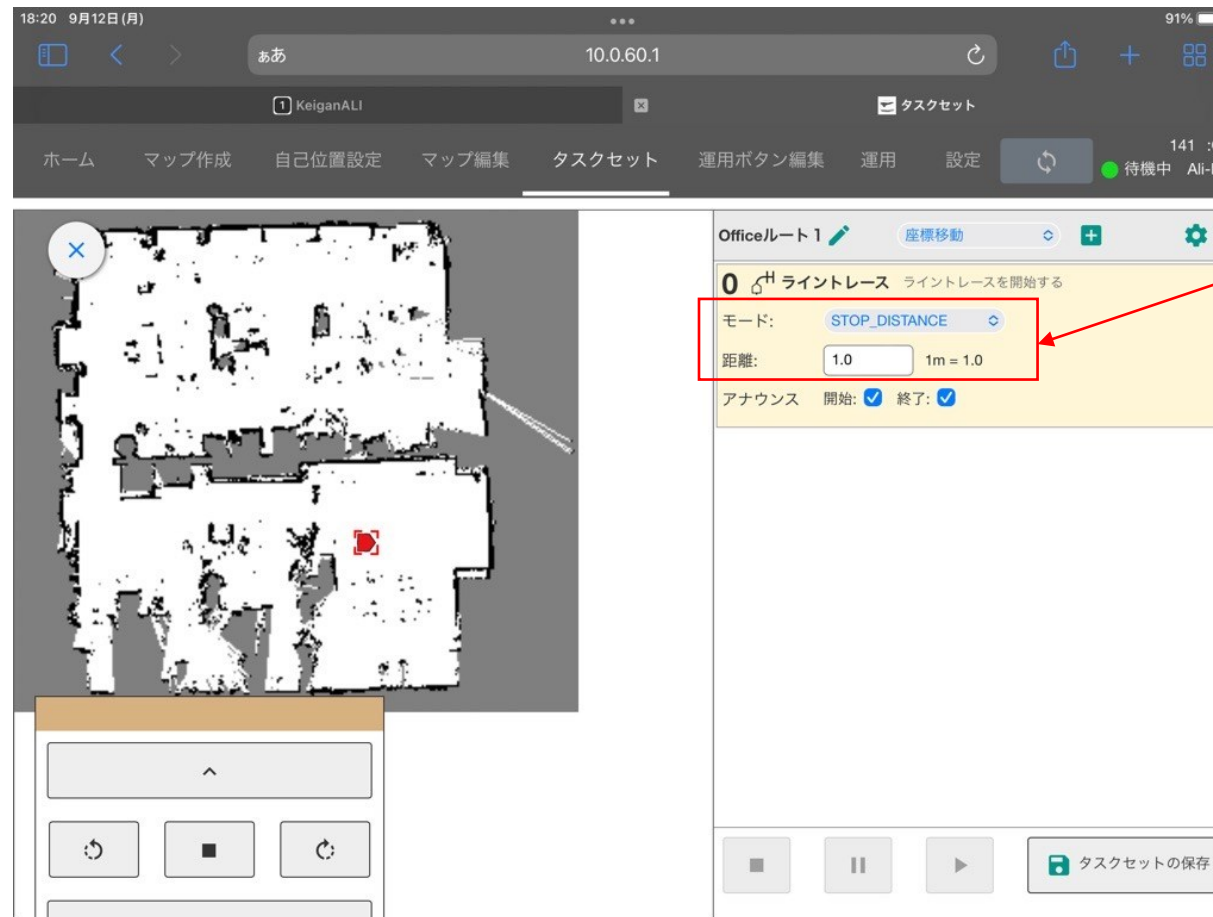 18:20 9月12日(月)
91%
ああ
10.0.60.1
1 KeiganALI
タスクセット
ホーム マップ作成 自己位置設定 マップ編集 タスクセット 運用ボタン編集 運用 設定
141
待機中 Ali-
Officeルート 1 座標移動
0 ライントレース ライントレースを開始する
モード: STOP_DISTANCE
距離: 1.0 1m = 1.0
アナウンス 開始: 終了:
タスクセットの保存